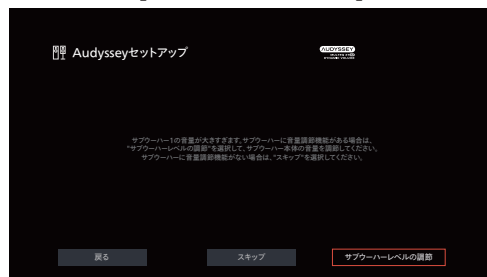 Audysseyセットアップ
AUDYSSEY
サブウーハー1の音量が大きすぎます。サブウーハーに音量調節機能がある場合は、
"サブウーハーレベルの調節"を選択して、サブウーハー本体の音量を調節してください。
サブウーハーに音量調節機能がない場合は、"スキップ"を選択してください。
戻る
スキップ
サブウーハーレベルの調節